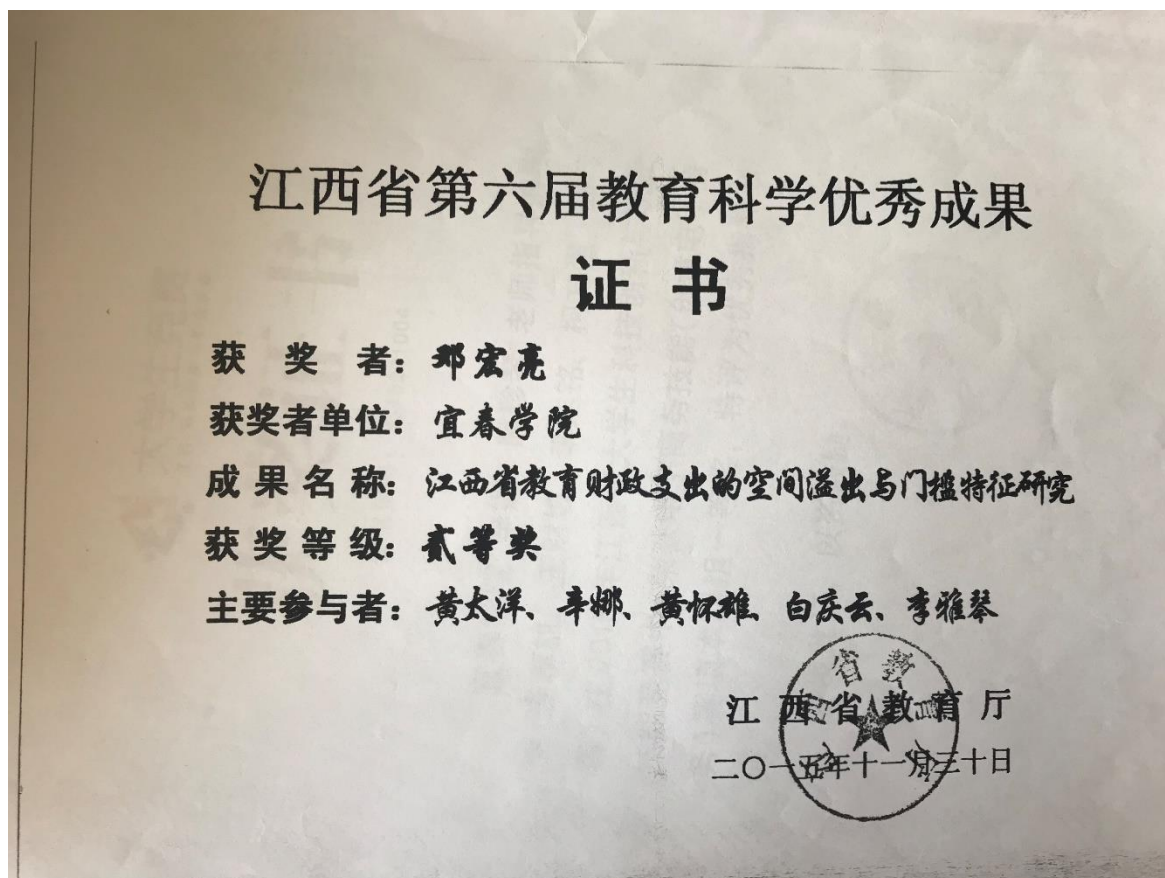 江西省第六届教育科学优秀成果
证书
获奖者：邓宏亮
获奖者单位：宜春学院
成果名称：江西省教育财政支出的空间溢出与门槛特征研究
获奖等级：贰等奖
主要参与者：黄太洋、辛娜、黄怀雄、白庆云、李雅琴
江西省教育厅
二〇一五年十一月三十日